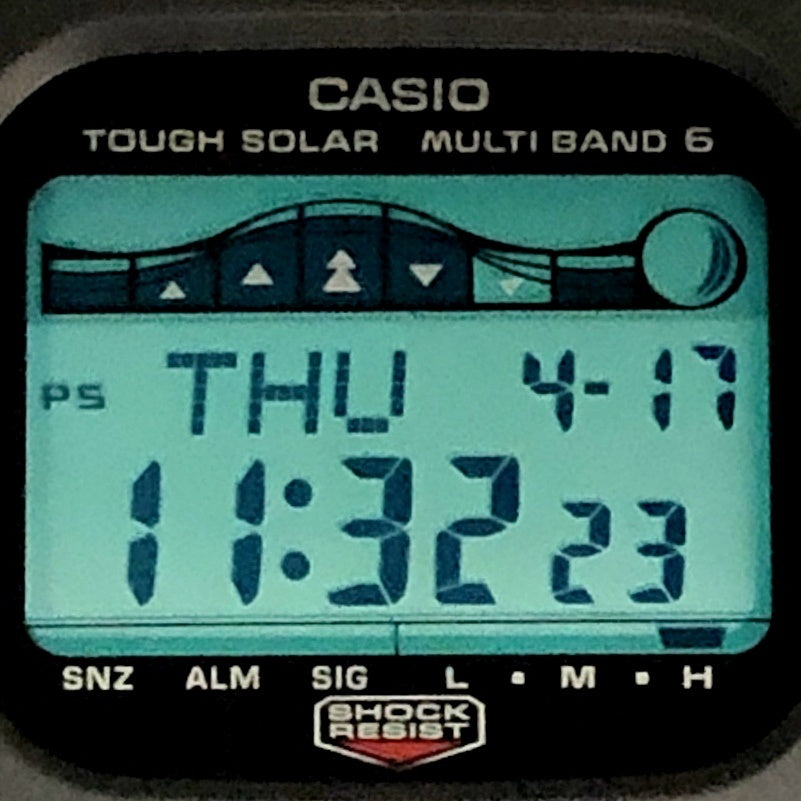 CASIO
TOUGH SOLAR MULTI BAND 6
PS THU 4-17
11:32 23
SNZ ALM SIG L • M • H
SHOCK
RESIST